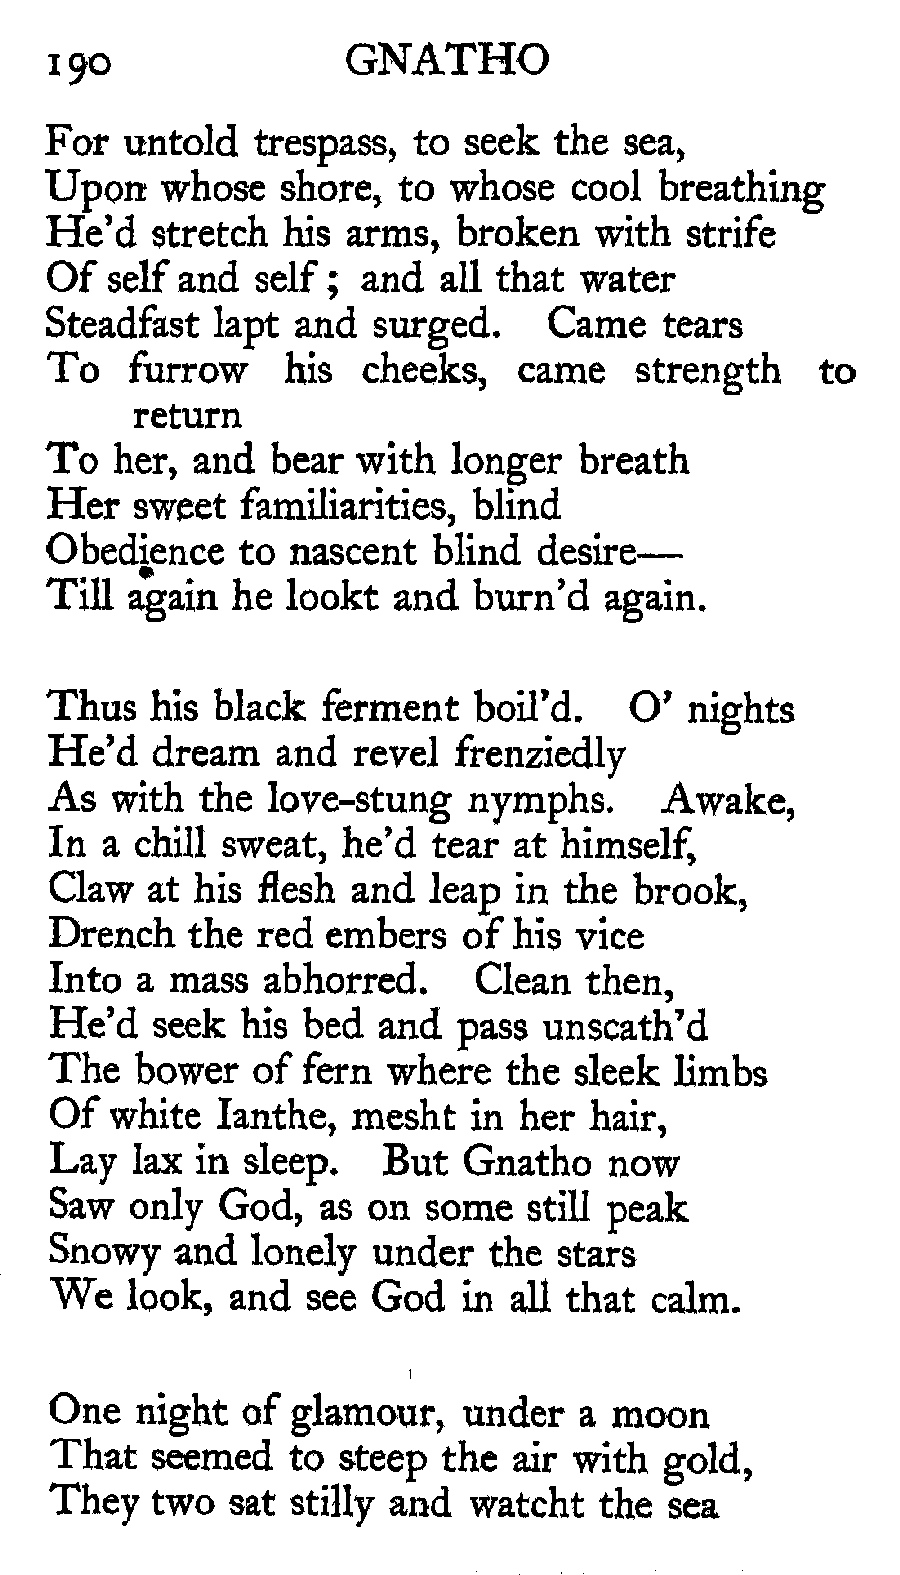 190 GNATHO
For untold trespass, to seek the sea,
Upon whose shore, to whose cool breathing
He'd stretch his arms, broken with strife
Of self and self; and all that water
Steadfast lapt and surged. Came tears
To furrow his cheeks, came strength to
return
To her, and bear with longer breath
Her sweet familiarities, blind
Obedience to nascent blind desire—
Till again he lookt and burn'd again.
Thus his black ferment boil'd. O' nights
He'd dream and revel frenziedly
As with the love-stung nymphs. Awake,
In a chill sweat, he'd tear at himself,
Claw at his flesh and leap in the brook,
Drench the red embers of his vice
Into a mass abhorred. Clean then,
He'd seek his bed and pass unscath'd
The bower of fern where the sleek limbs
Of white Ianthe, mesht in her hair,
Lay lax in sleep. But Gnatho now
Saw only God, as on some still peak
Snowy and lonely under the stars
We look, and see God in all that calm.
One night of glamour, under a moon
That seemed to steep the air with gold,
They two sat stilly and watcht the sea